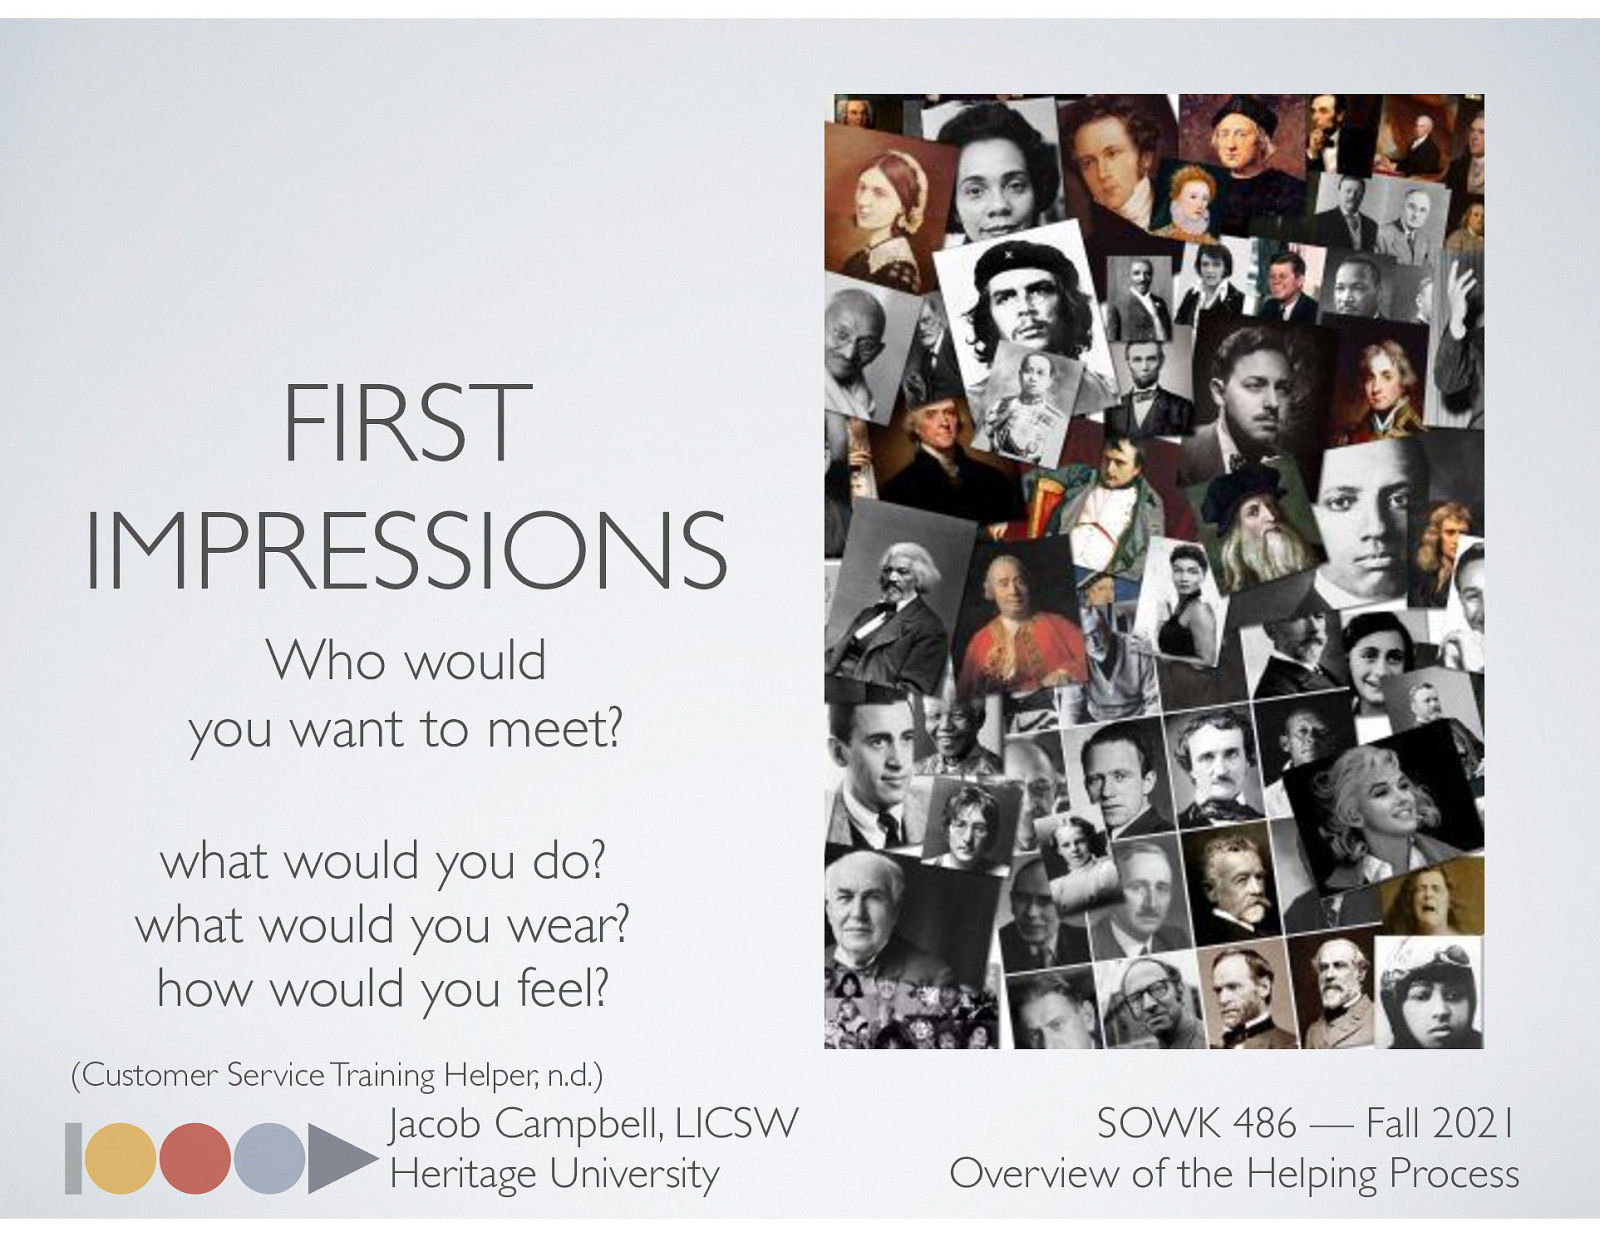 FIRST
IMPRESSIONS
Who would
you want to meet?
what would you do?
what would you wear?
how would you feel?
(Customer Service Training Helper, n.d.)
Jacob Campbell, LICSW
Heritage University
SOWK 486 — Fall 2021
Overview of the Helping Process